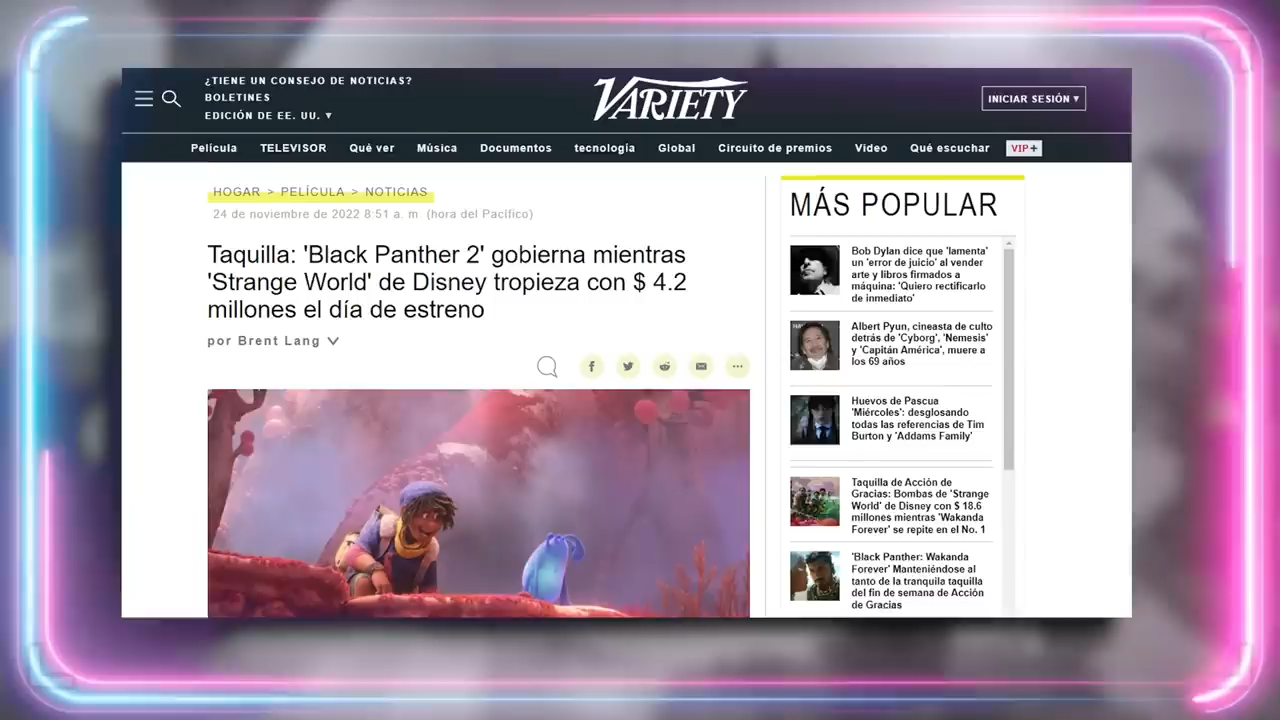 ¿TIENE UN CONSEJO DE NOTICIAS?
BOLETINES
EDICIÓN DE EE. UU. ▼
VARIETY
INICIAR SESIÓN ▾
Película TELEVISOR Qué ver Música Documentos tecnología Global Circuito de premios Video Qué escuchar VIP+
HOGAR > PELÍCULA > NOTICIAS
24 de noviembre de 2022 8:51 a. m (hora del Pacífico)
Taquilla: 'Black Panther 2' gobierna mientras
'Strange World' de Disney tropieza con $ 4.2
millones el día de estreno
por Brent Lang
MÁS POPULAR
Bob Dylan dice que 'lamenta'
un 'error de juicio' al vender
arte y libros firmados a
máquina: 'Quiero rectificarlo
de inmediato'
Albert Pyun, cineasta de culto
detrás de 'Cyborg', 'Nemesis'
y 'Capitán América', muere a
los 69 años
Huevos de Pascua
'Miércoles': desglosando
todas las referencias de Tim
Burton y 'Addams Family'
Taquilla de Acción de
Gracias: Bombas de 'Strange
World' de Disney con $ 18.6
millones mientras 'Wakanda
Forever' se repite en el No. 1
'Black Panther: Wakanda
Forever' Manteniéndose al
tanto de la tranquila taquilla
del fin de semana de Acción
de Gracias